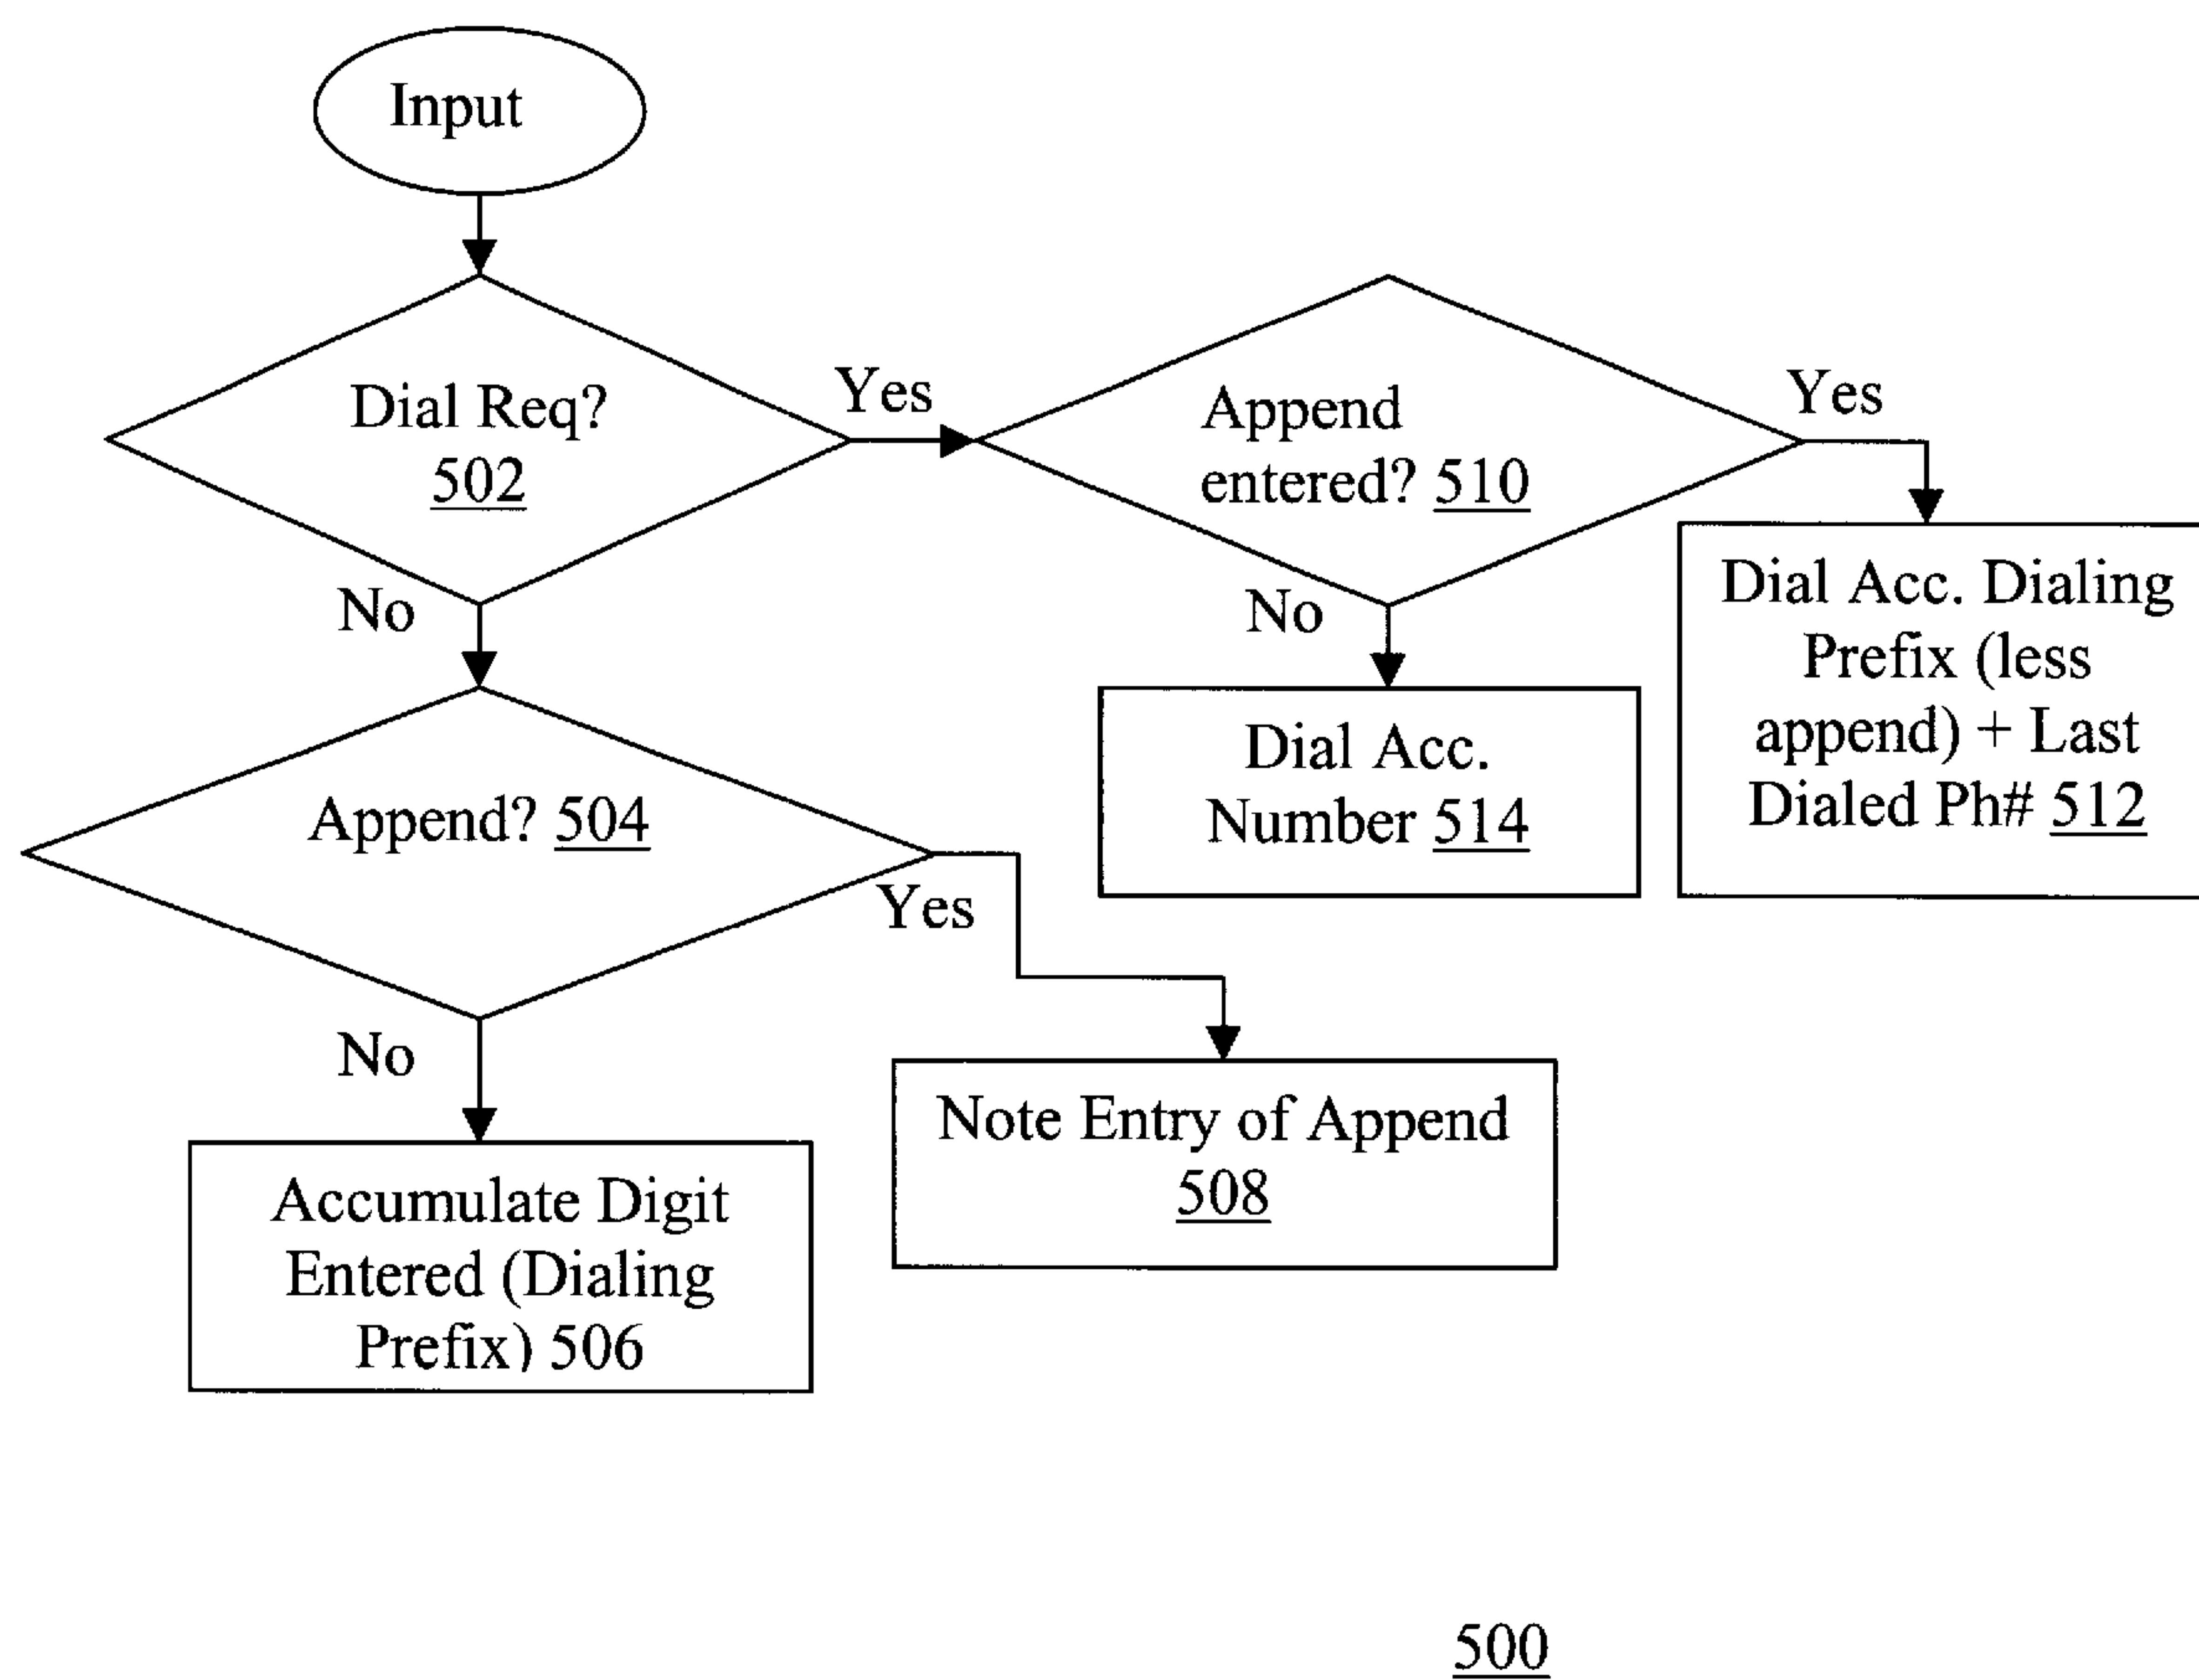 Input
Dial Req?
502
Yes
Append
entered? 510
Yes
No
No
Dial Acc. Dialing
Prefix (less
append) + Last
Dialed Ph# 512
Dial Acc.
Number 514
Append? 504
Yes
No
Note Entry of Append
508
Accumulate Digit
Entered (Dialing
Prefix) 506
500